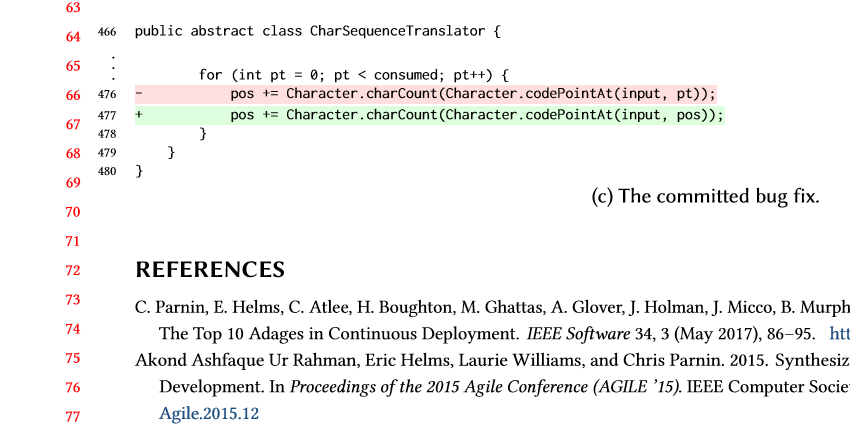 63
64 466 public abstract class CharSequenceTranslator {
65 .
.
. for (int pt = 0; pt < consumed; pt++) {
66 476 - pos += Character.charCount(Character.codePointAt(input, pt));
67 477 + pos += Character.charCount(Character.codePointAt(input, pos));
478 }
68 479 }
69 480 }
70 (c) The committed bug fix.
71
72 REFERENCES
73 C. Parnin, E. Helms, C. Atlee, H. Boughton, M. Ghattas, A. Glover, J. Holman, J. Micco, B. Murph
74 The Top 10 Adages in Continuous Deployment. IEEE Software 34, 3 (May 2017), 86–95. htt
75 Akond Ashfaque Ur Rahman, Eric Helms, Laurie Williams, and Chris Parnin. 2015. Synthesiz
76 Development. In Proceedings of the 2015 Agile Conference (AGILE ’15). IEEE Computer Socie
77 Agile.2015.12